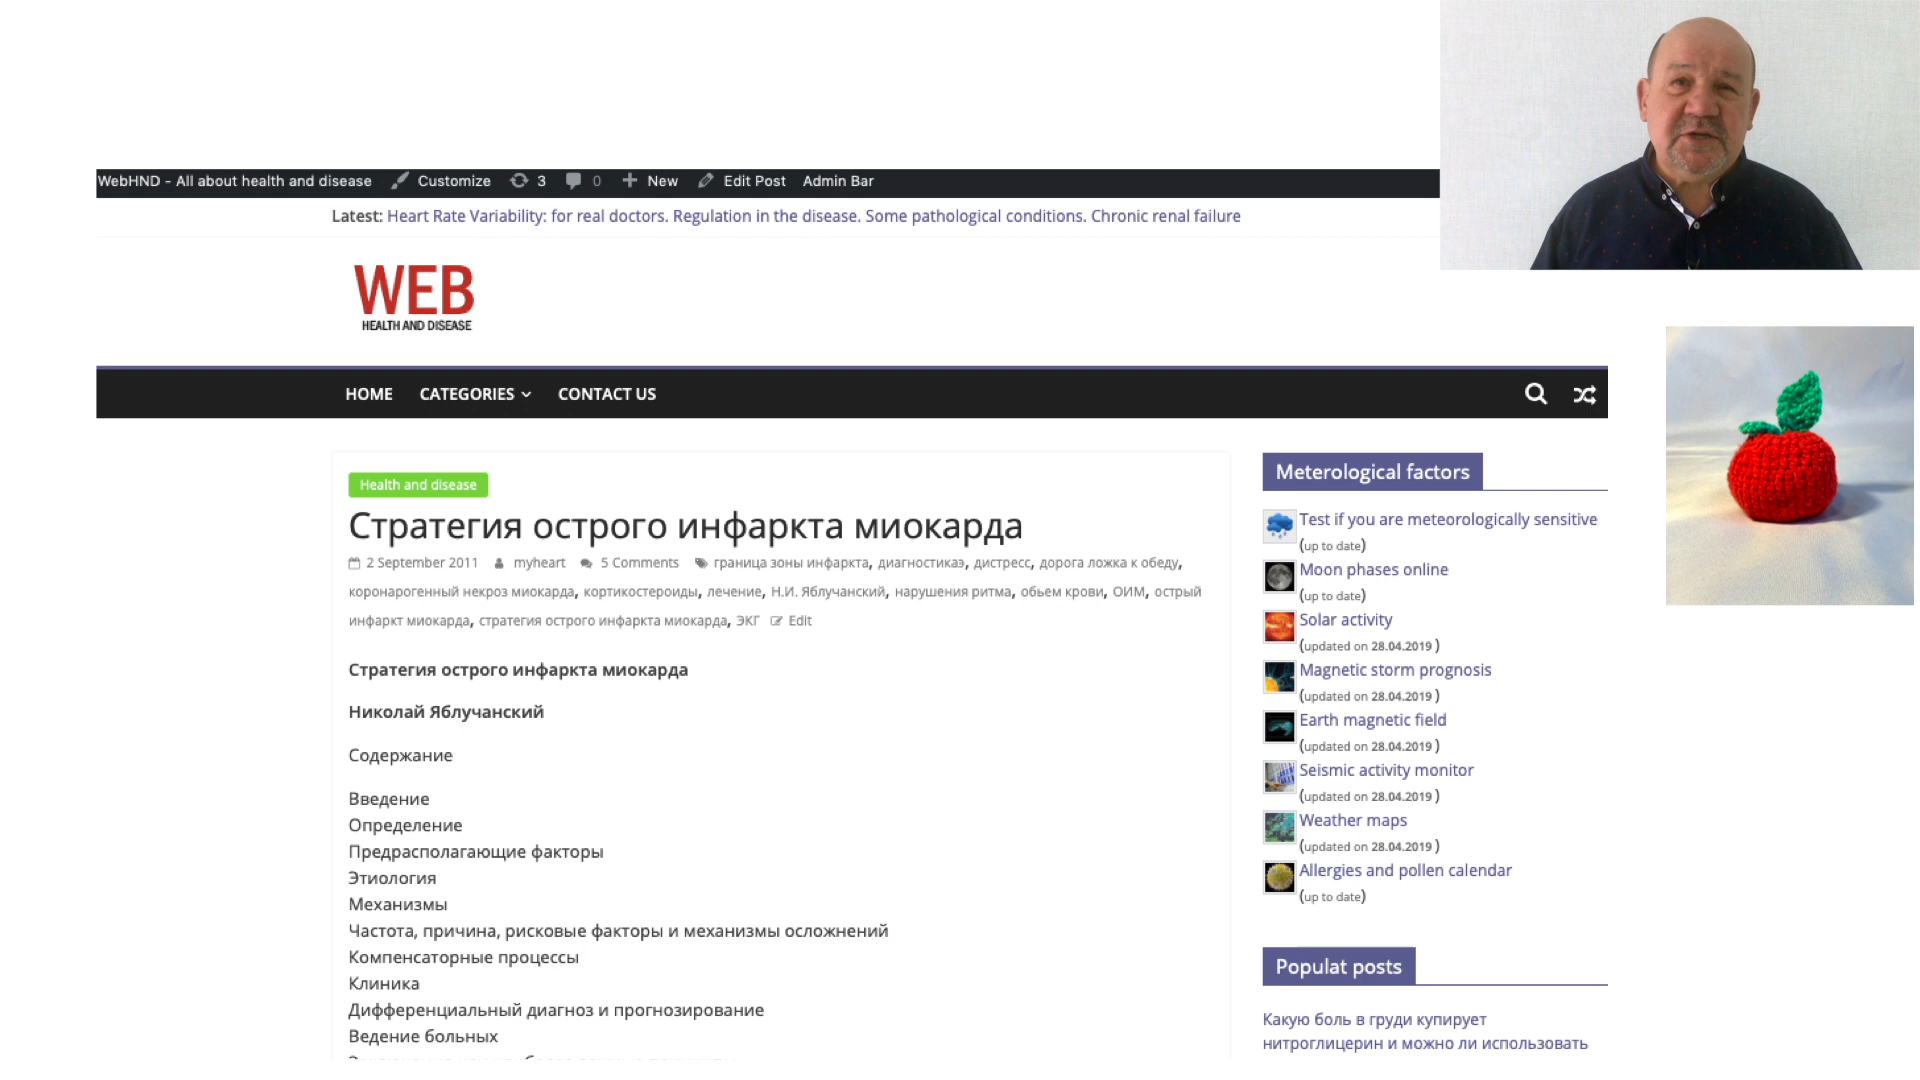 WebHND - All about health and disease Customize 3 0 New Edit Post Admin Bar
Latest: Heart Rate Variability: for real doctors. Regulation in the disease. Some pathological conditions. Chronic renal failure
WEB
HEALTH AND DISEASE
HOME CATEGORIES CONTACT US
Health and disease
Стратегия острого инфаркта миокарда
2 September 2011 myheart 5 Comments граница зоны инфаркта, диагностиказ, дистресс, дорога ложка к обеду,
коронарогенный некроз миокарда, кортикостероиды, лечение, Н.И. Яблучанский, нарушения ритма, обьем крови, ОИМ, острый
инфаркт миокарда, стратегия острого инфаркта миокарда, ЭКГ Edit
Стратегия острого инфаркта миокарда
Николай Яблучанский
Содержание
Введение
Определение
Предрасполагающие факторы
Этиология
Механизмы
Частота, причина, рисковые факторы и механизмы осложнений
Компенсаторные процессы
Клиника
Дифференциальный диагноз и прогнозирование
Ведение больных
Meterological factors
Test if you are meteorologically sensitive
(up to date)
Moon phases online
(up to date)
Solar activity
(updated on 28.04.2019 )
Magnetic storm prognosis
(updated on 28.04.2019 )
Earth magnetic field
(updated on 28.04.2019 )
Seismic activity monitor
(updated on 28.04.2019 )
Weather maps
(updated on 28.04.2019 )
Allergies and pollen calendar
(up to date)
Populat posts
Какую боль в груди купирует
нитроглицерин и можно ли использовать